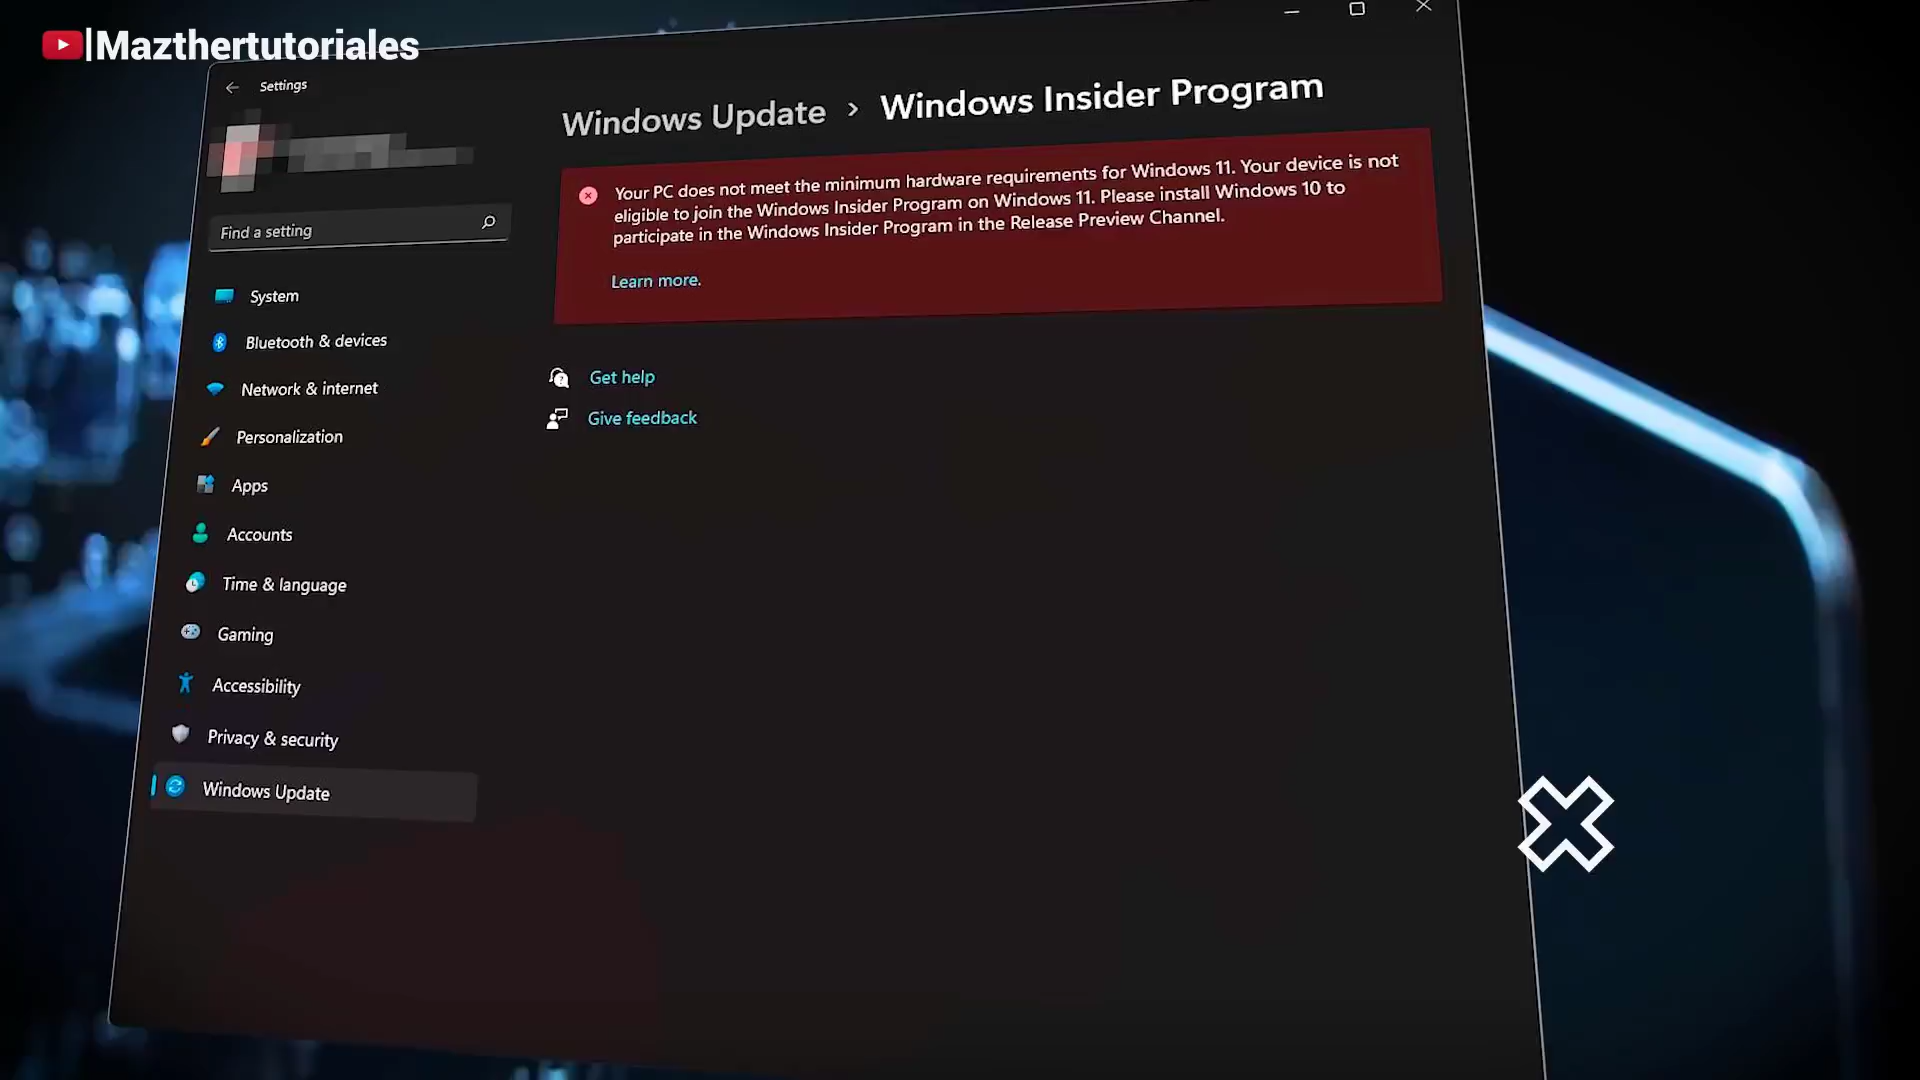 |Mazthertutoriales
Settings
Windows Update > Windows Insider Program
Your PC does not meet the minimum hardware requirements for Windows 11. Your device is not
eligible to join the Windows Insider Program on Windows 11. Please install Windows 10 to
participate in the Windows Insider Program in the Release Preview Channel.
Learn more.
Find a setting
System
Bluetooth & devices
Network & internet
Personalization
Apps
Accounts
Time & language
Gaming
Accessibility
Privacy & security
Windows Update
Get help
Give feedback